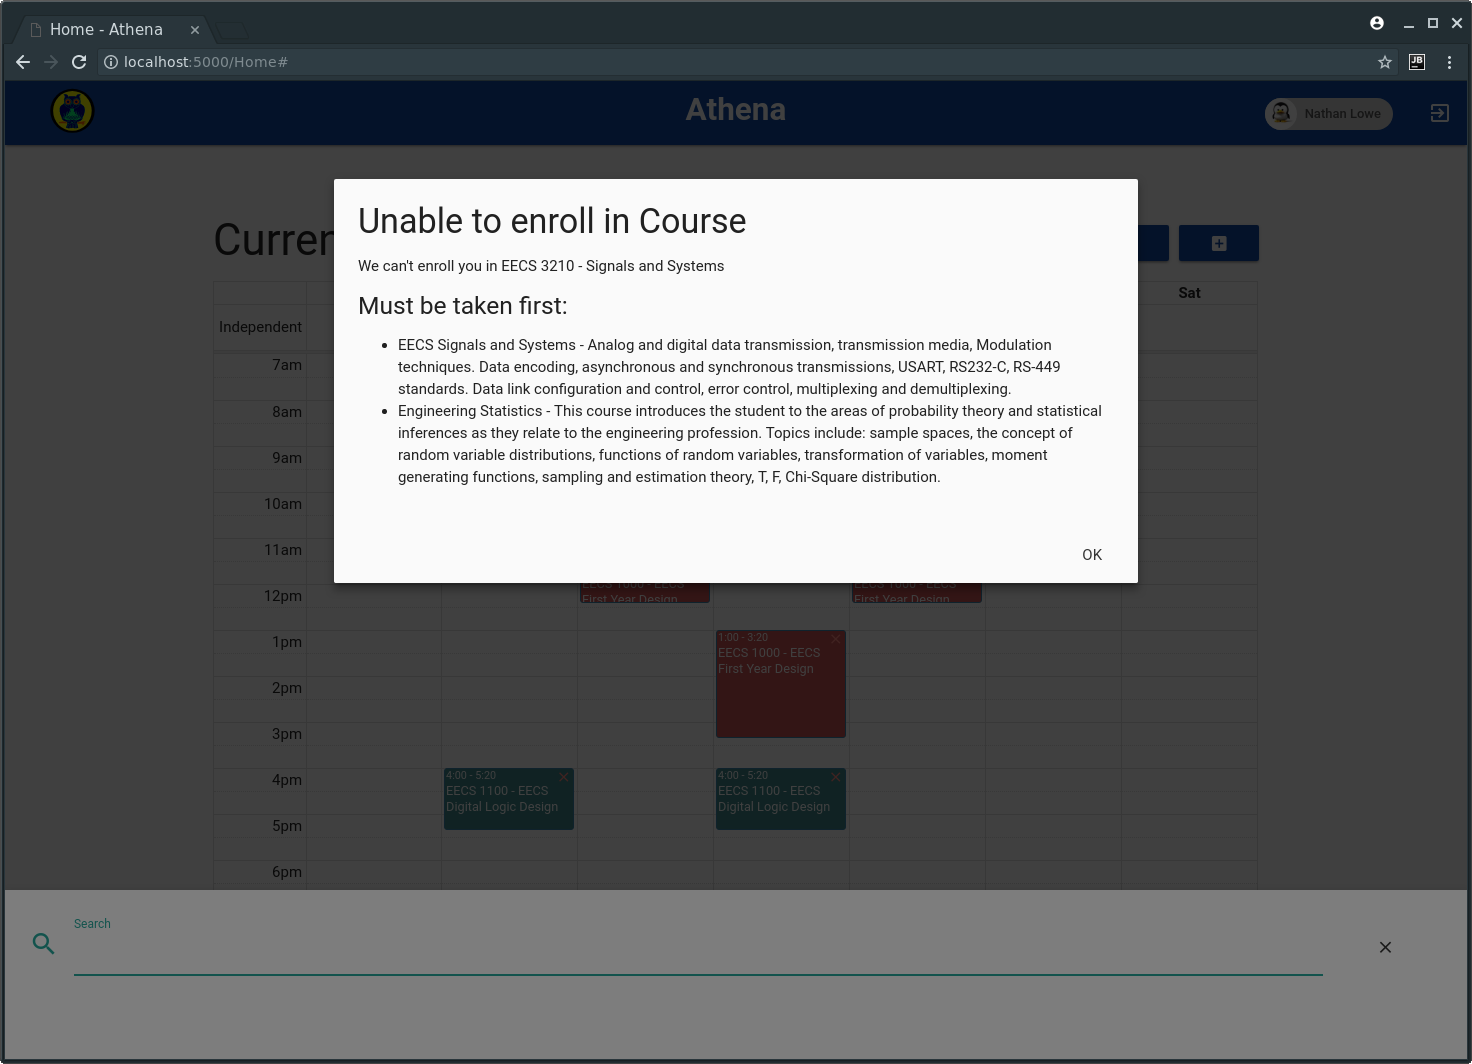 Home - Athena
localhost:5000/Home#
JB
Athena
Nathan Lowe
Unable to enroll in Course
We can't enroll you in EECS 3210 - Signals and Systems
Must be taken first:
EECS Signals and Systems - Analog and digital data transmission, transmission media, Modulation
techniques. Data encoding, asynchronous and synchronous transmissions, USART, RS232-C, RS-449
standards. Data link configuration and control, error control, multiplexing and demultiplexing.
Engineering Statistics - This course introduces the student to the areas of probability theory and statistical
inferences as they relate to the engineering profession. Topics include: sample spaces, the concept of
random variable distributions, functions of random variables, transformation of variables, moment
generating functions, sampling and estimation theory, T, F, Chi-Square distribution.
OK
Sat
Independent
7am
8am
9am
10am
11am
12pm
EECS 1000 - EECS
First Year Design
EECS 1000 - EECS
First Year Design
1pm
1:00 - 3:20
EECS 1000 - EECS
First Year Design
2pm
3pm
4pm
4:00 - 5:20
EECS 1100 - EECS
Digital Logic Design
4:00 - 5:20
EECS 1100 - EECS
Digital Logic Design
5pm
6pm
Search